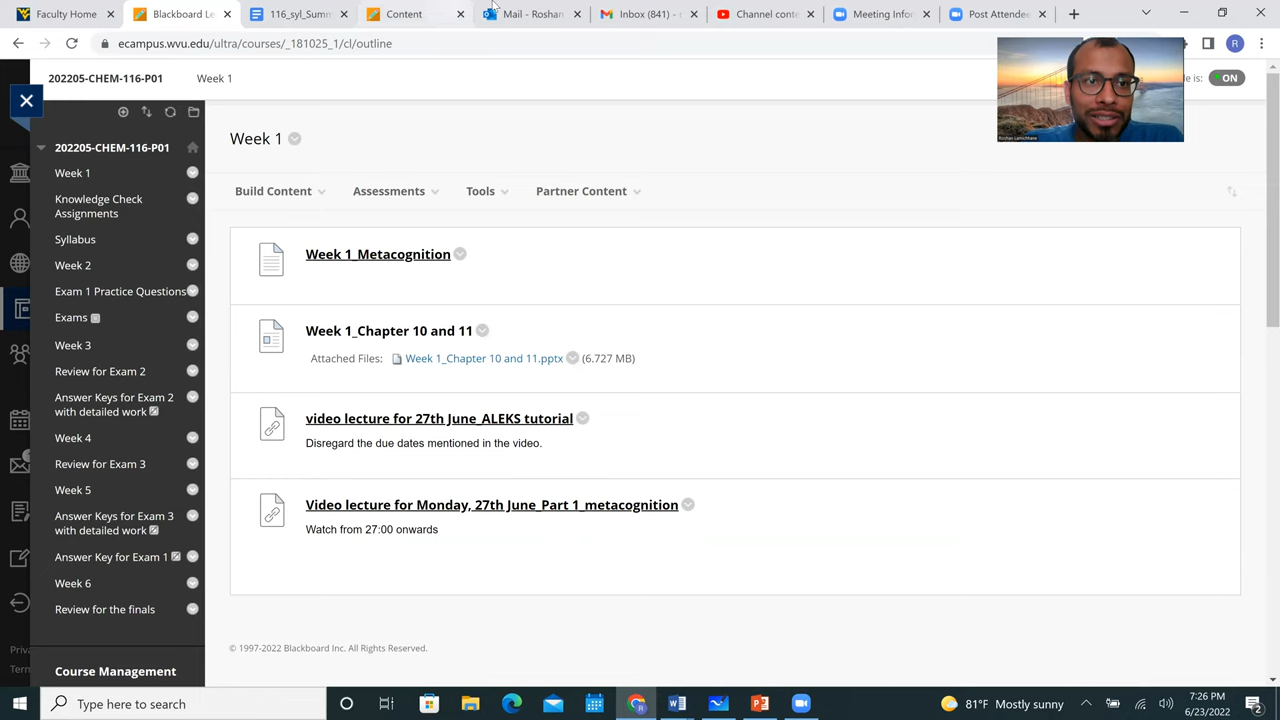 Faculty Home
Blackboard Le
116_syl_Summ
Content
Mail - Roshan
Inbox (841) -
Channel conte
Meeting Infor
Post Attendee
ecampus.wvu.edu/ultra/courses/_181025_1/cl/outline
R
202205-CHEM-116-P01
Week 1
is:
ON
202205-CHEM-116-P01
Week 1
Knowledge Check
Assignments
Syllabus
Week 2
Exam 1 Practice Questions
Exams
Week 3
Review for Exam 2
Answer Keys for Exam 2
with detailed work
Week 4
Review for Exam 3
Week 5
Answer Keys for Exam 3
with detailed work
Answer Key for Exam 1
Week 6
Review for the finals
Course Management
Priv
Term
Week 1
Build Content
Assessments
Tools
Partner Content
Week 1_Metacognition
Week 1_Chapter 10 and 11
Attached Files: Week 1_Chapter 10 and 11.pptx (6.727 MB)
video lecture for 27th June_ALEKS tutorial
Disregard the due dates mentioned in the video.
Video lecture for Monday, 27th June_Part 1_metacognition
Watch from 27:00 onwards
© 1997-2022 Blackboard Inc. All Rights Reserved.
Roshan Lamichhane
Type here to search
81°F Mostly sunny
7:26 PM
6/23/2022
2